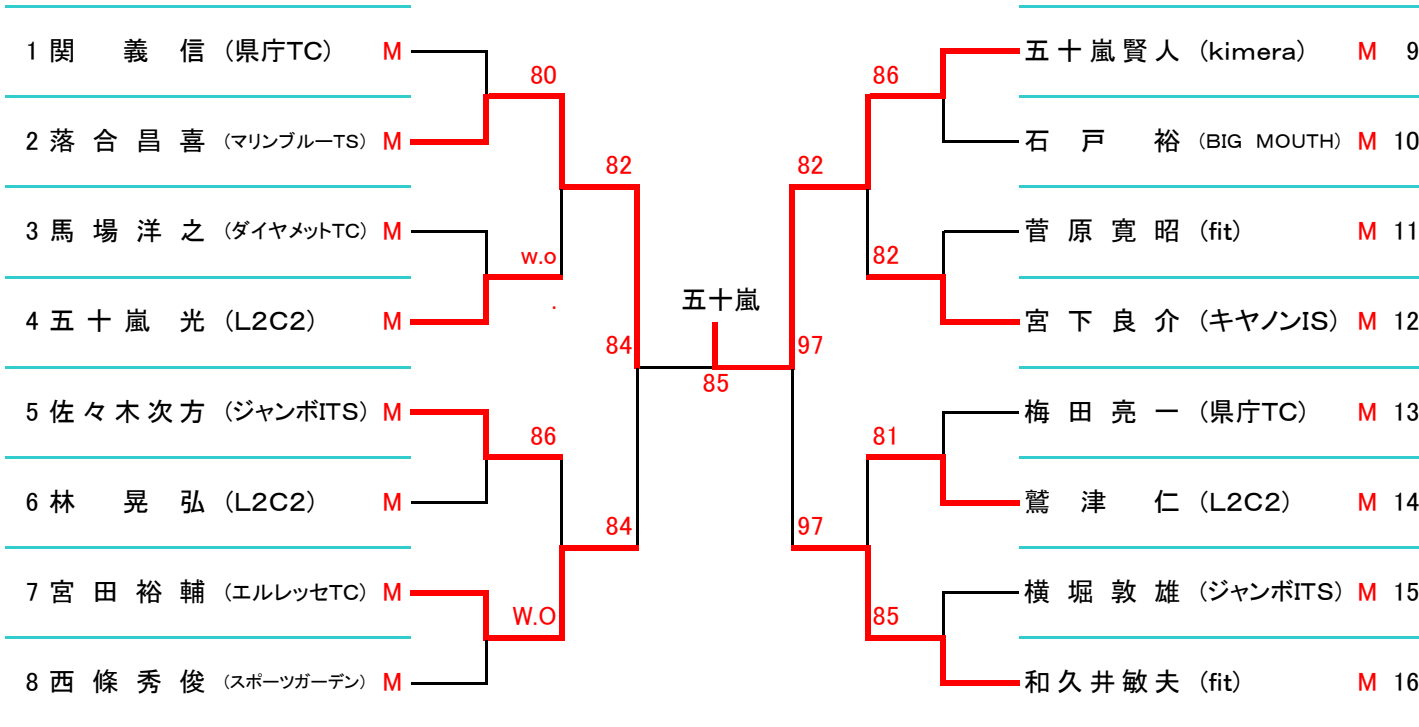 1 関 義 信 (県庁TC) M
80
2 落 合 昌 喜 (マリンブルーTS) M
82
3 馬 場 洋 之 (ダイヤメットTC) M
w.o
.
4 五 十 嵐 光 (L2C2) M
84
5 佐 々 木 次 方 (ジャンボITS) M
86
6 林 晃 弘 (L2C2) M
84
7 宮 田 裕 輔 (エルレッセTC) M
W.O
8 西 條 秀 俊 (スポーツガーデン) M
五十嵐
85
五 十 嵐 賢 人 (kimera) M 9
86
石 戸 裕 (BIG MOUTH) M 10
82
菅 原 寛 昭 (fit) M 11
82
宮 下 良 介 (キヤノンIS) M 12
97
梅 田 亮 一 (県庁TC) M 13
81
鷲 津 仁 (L2C2) M 14
97
横 堀 敦 雄 (ジャンボITS) M 15
85
和 久 井 敏 夫 (fit) M 16